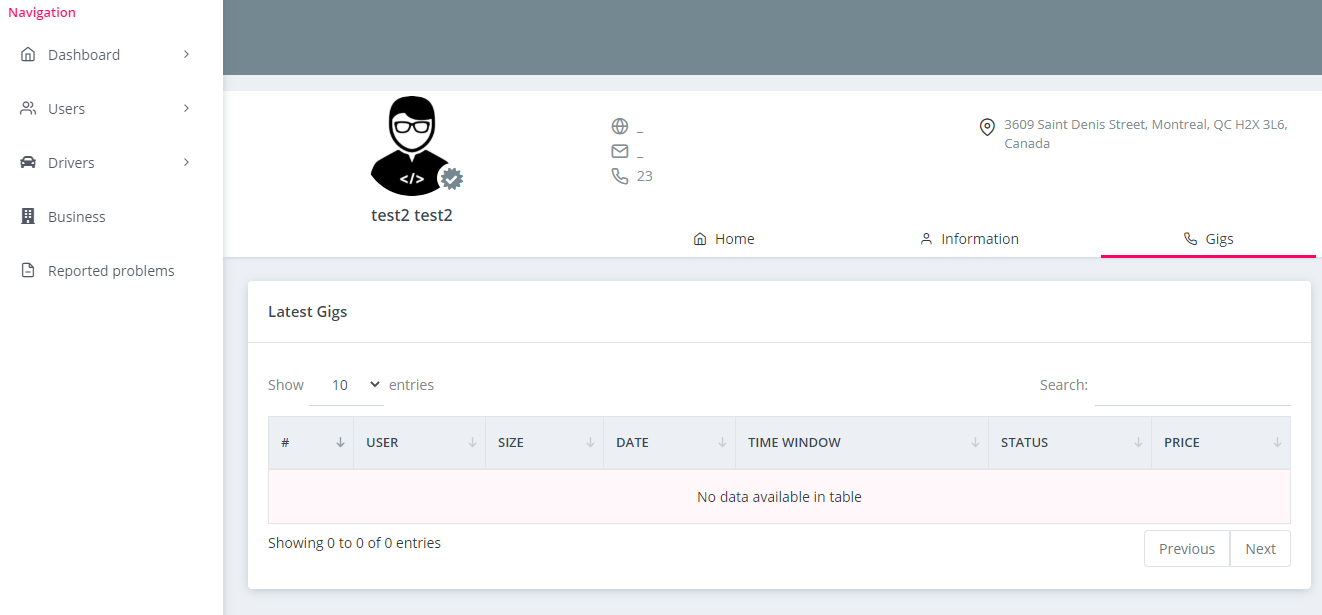 Navigation
Dashboard
Users
Drivers
Business
Reported problems
</>
test2 test2
_
_
23
3609 Saint Denis Street, Montreal, QC H2X 3L6,
Canada
Home Information Gigs
Latest Gigs
Show 10 entries Search:
# USER SIZE DATE TIME WINDOW STATUS PRICE
No data available in table
Showing 0 to 0 of 0 entries
Previous Next